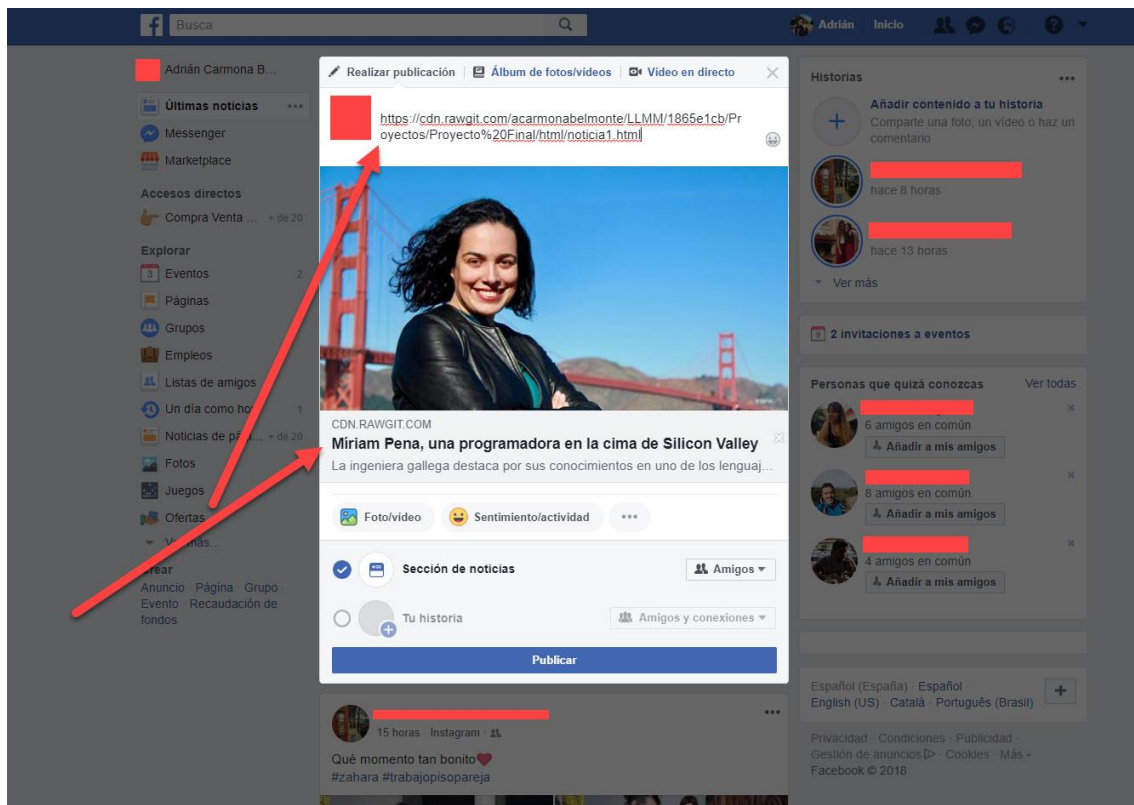 Busca
Adrián Inicio
Adrián Carmona B...
Últimas noticias
Messenger
Marketplace
Accesos directos
Compra Venta ... + de 20
Explorar
3 Eventos 2
Páginas
Grupos
Empleos
Listas de amigos
Un día como ho 1
Noticias de pá + de 20
Fotos
Juegos
Ofertas
Ver más...
Crear
Anuncio · Página · Grupo ·
Evento · Recaudación de
fondos
Realizar publicación
Álbum de fotos/vídeos
Vídeo en directo
https://cdn.rawgit.com/acarmonabelmonte/LLMM/1865e1cb/Pr
oyectos/Proyecto%20Final/html/noticia1.html
CDN.RAWGIT.COM
Míriam Pena, una programadora en la cima de Silicon Valley
La ingeniera gallega destaca por sus conocimientos en uno de los lenguaj...
Foto/vídeo
Sentimiento/actividad
Sección de noticias
Amigos
Tu historia
Amigos y conexiones
Publicar
15 horas · Instagram ·
Qué momento tan bonito
#zahara #trabajopisopareja
Historias
Añadir contenido a tu historia
Comparte una foto, un vídeo o haz un
comentario
hace 8 horas
hace 13 horas
Ver más
2 invitaciones a eventos
Personas que quizá conozcas Ver todas
6 amigos en común
Añadir a mis amigos
8 amigos en común
Añadir a mis amigos
4 amigos en común
Añadir a mis amigos
Español (España) · Español ·
English (US) · Català · Português (Brasil)
Privacidad · Condiciones · Publicidad ·
Gestión de anuncios · Cookies · Más
Facebook © 2018